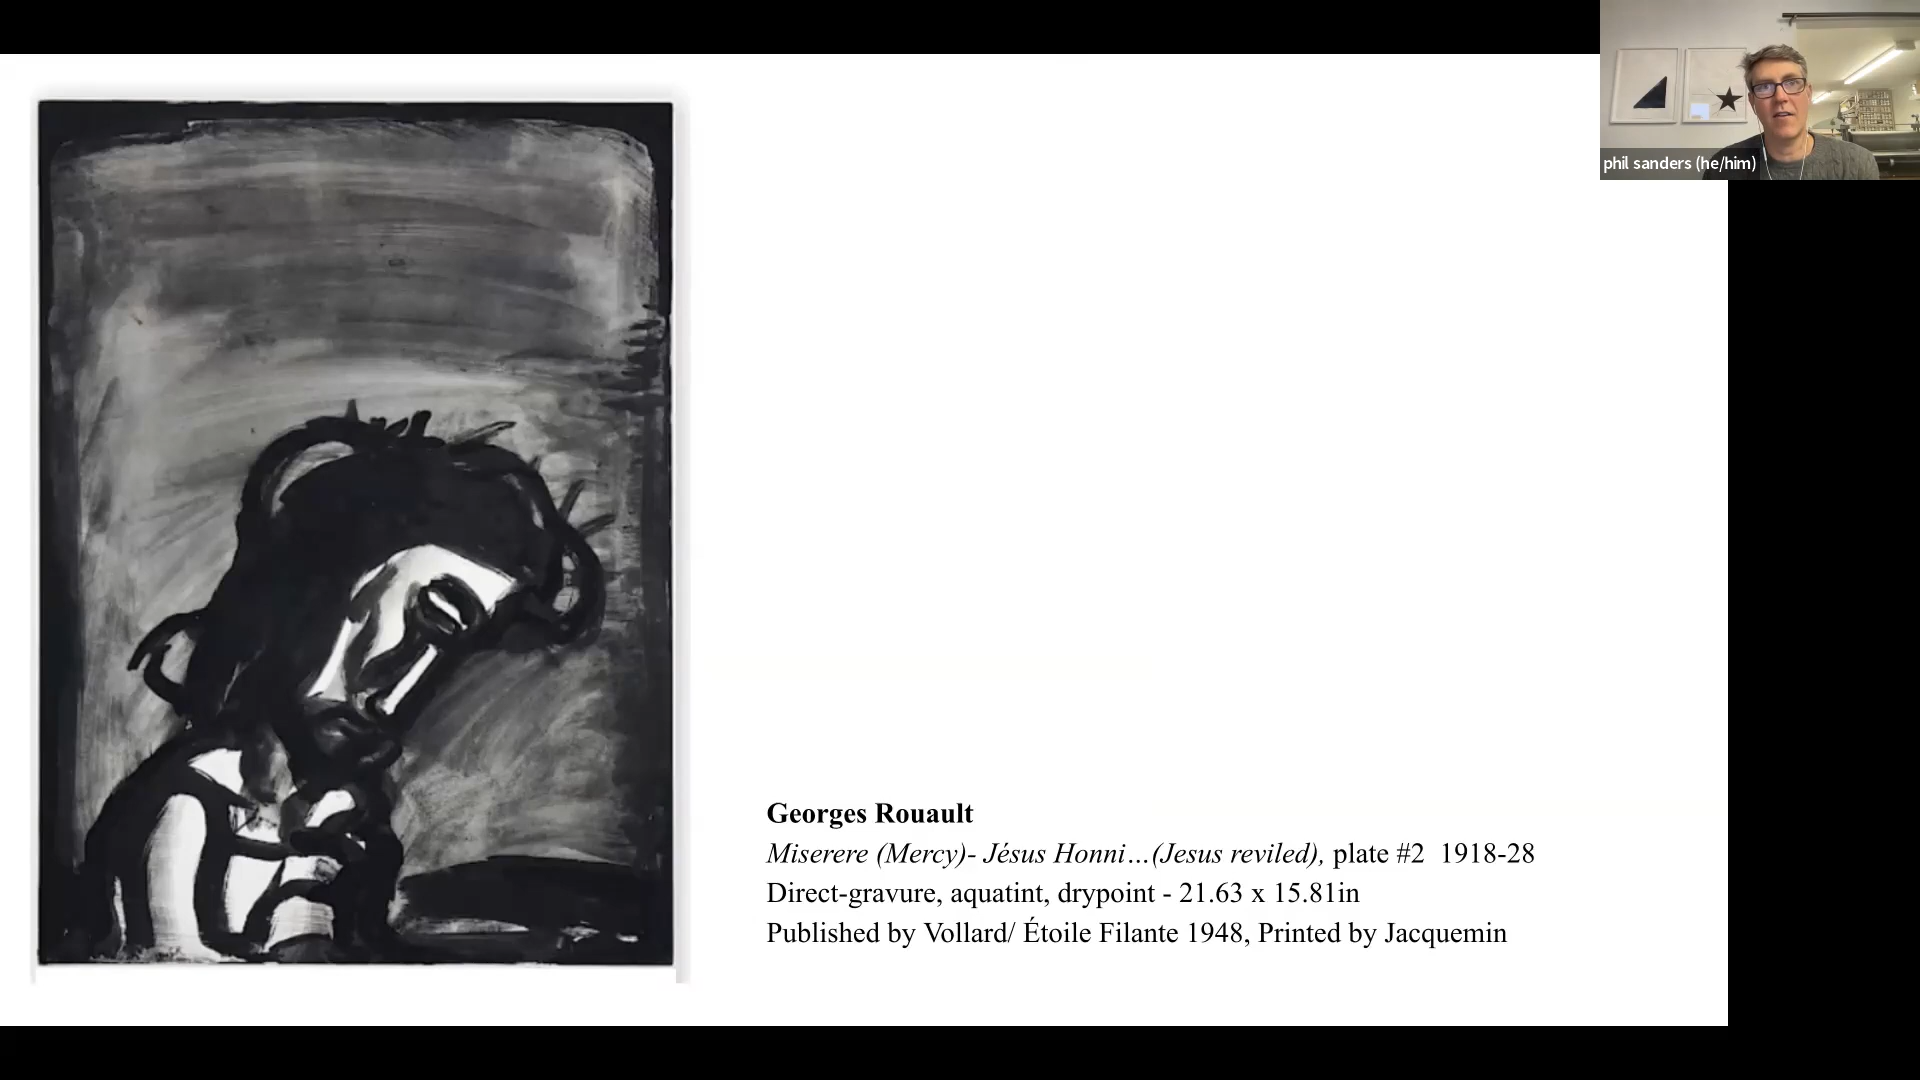 phil sanders (he/him)
Georges Rouault
Miserere (Mercy)- Jésus Honni…(Jesus reviled), plate #2  1918-28
Direct-gravure, aquatint, drypoint - 21.63 x 15.81in
Published by Vollard/ Étoile Filante 1948, Printed by Jacquemin